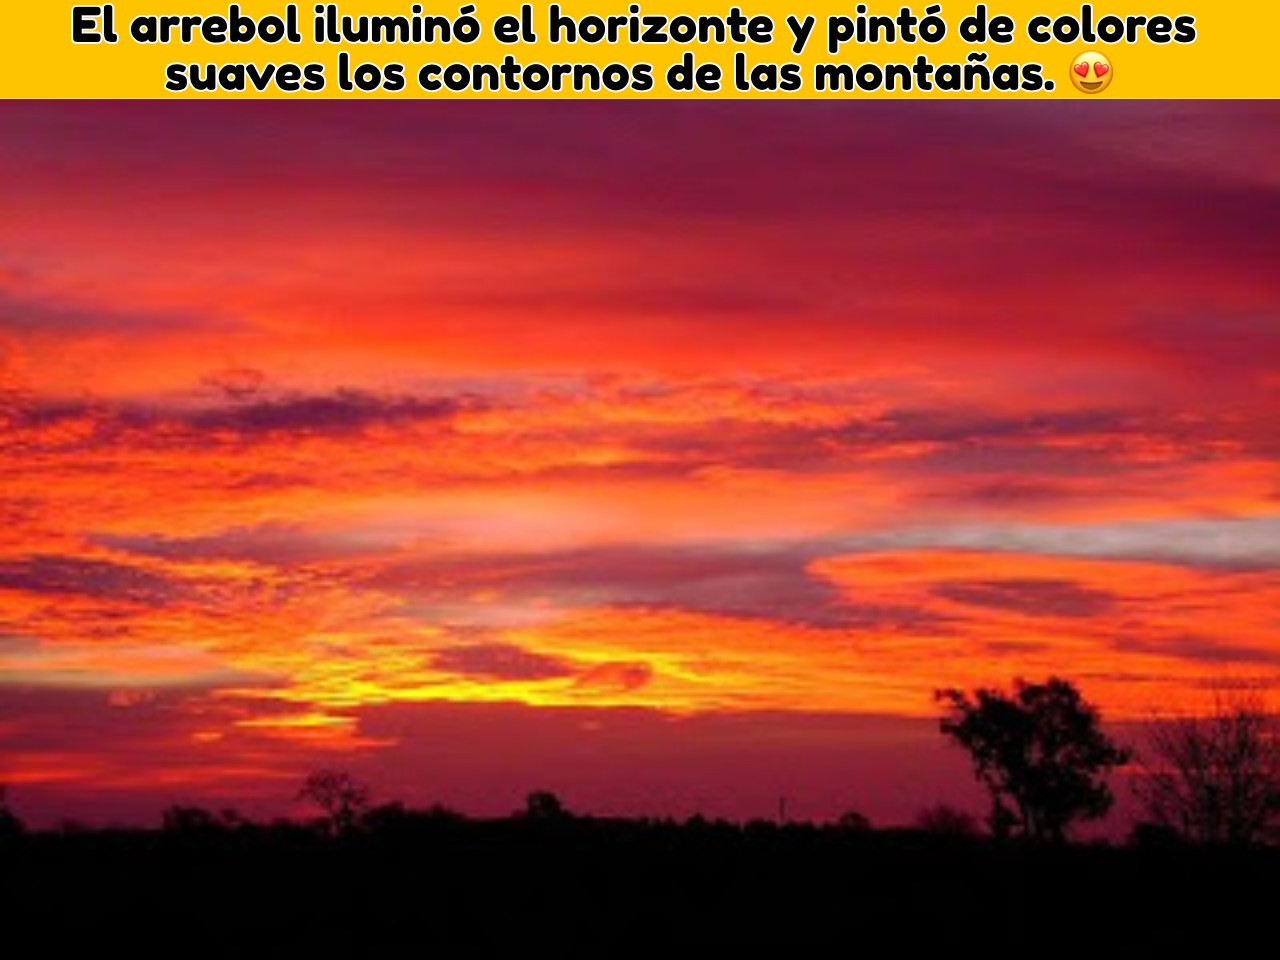 El arrebol iluminó el horizonte y pintó de colores
suaves los contornos de las montañas. 😍